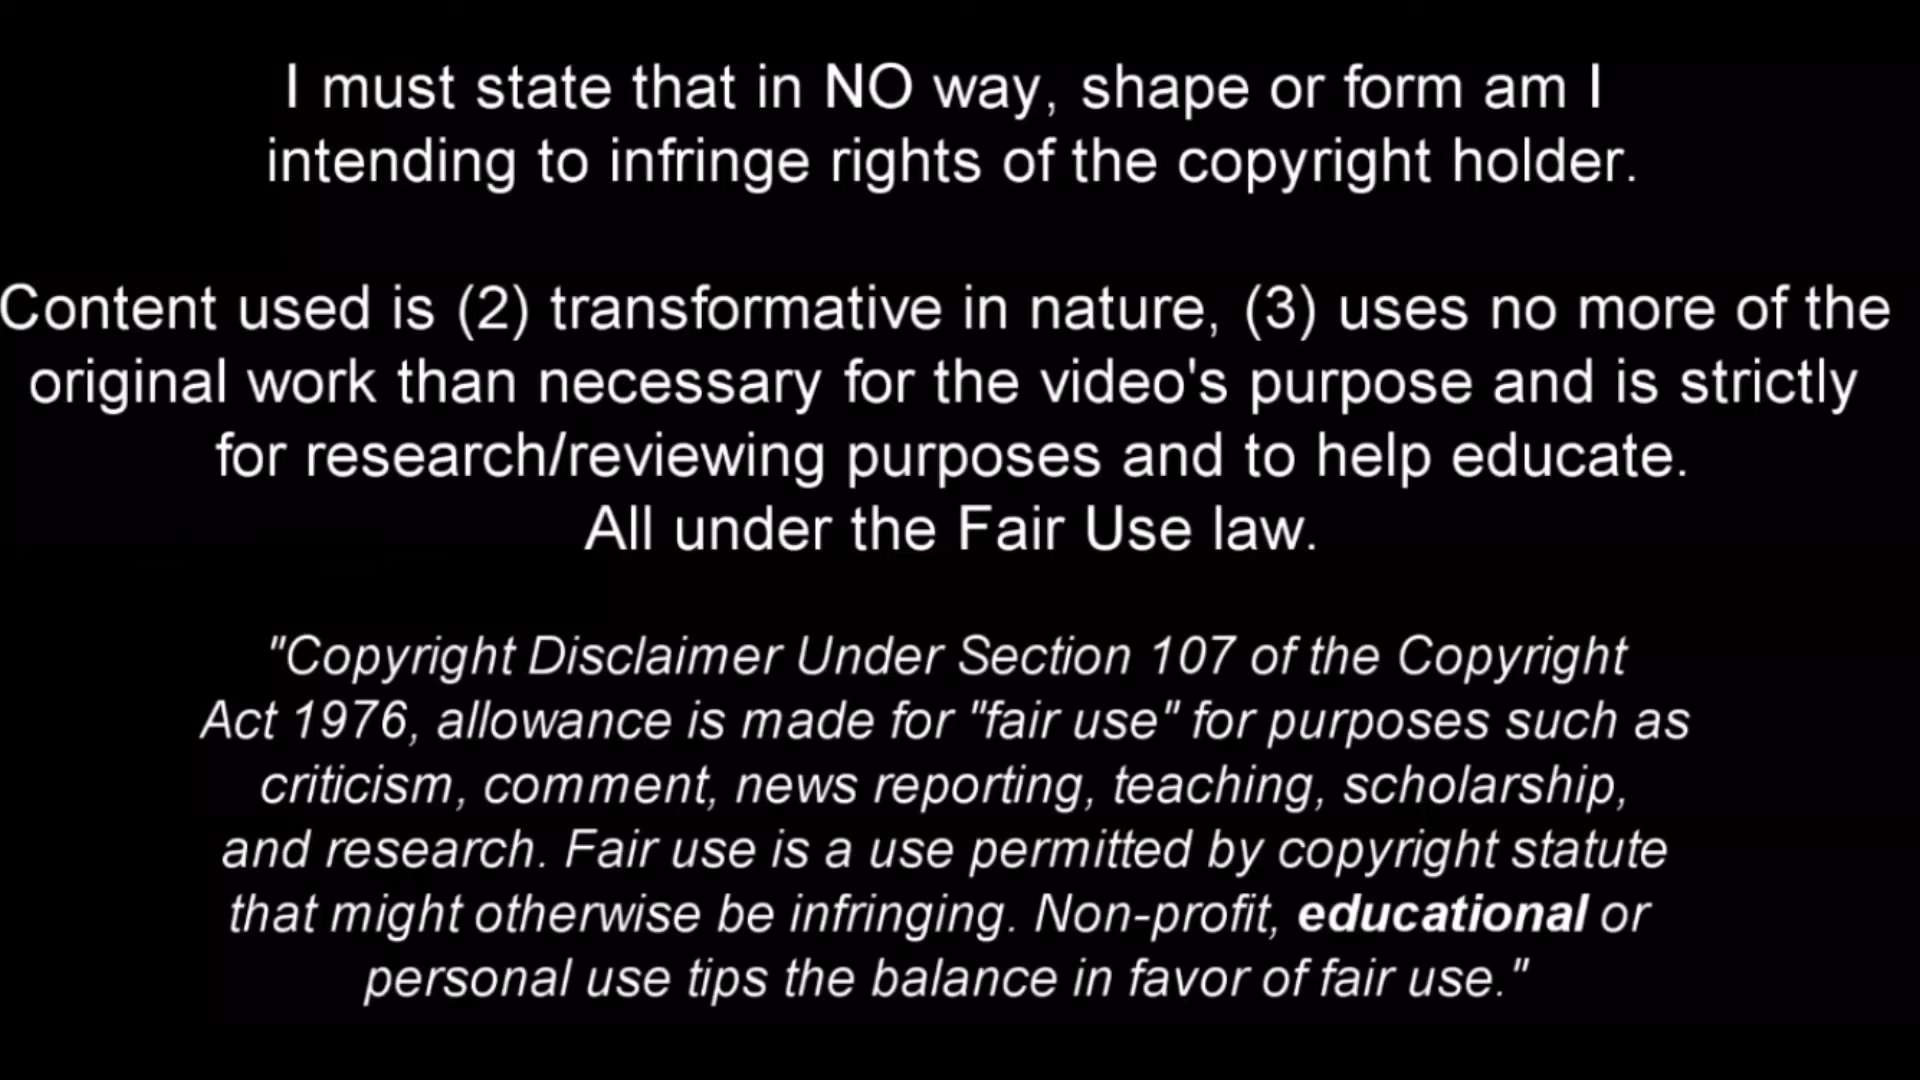 I must state that in NO way, shape or form am I
intending to infringe rights of the copyright holder.
Content used is (2) transformative in nature, (3) uses no more of the
original work than necessary for the video's purpose and is strictly
for research/reviewing purposes and to help educate.
All under the Fair Use law.
"Copyright Disclaimer Under Section 107 of the Copyright
Act 1976, allowance is made for "fair use" for purposes such as
criticism, comment, news reporting, teaching, scholarship,
and research. Fair use is a use permitted by copyright statute
that might otherwise be infringing. Non-profit, educational or
personal use tips the balance in favor of fair use."